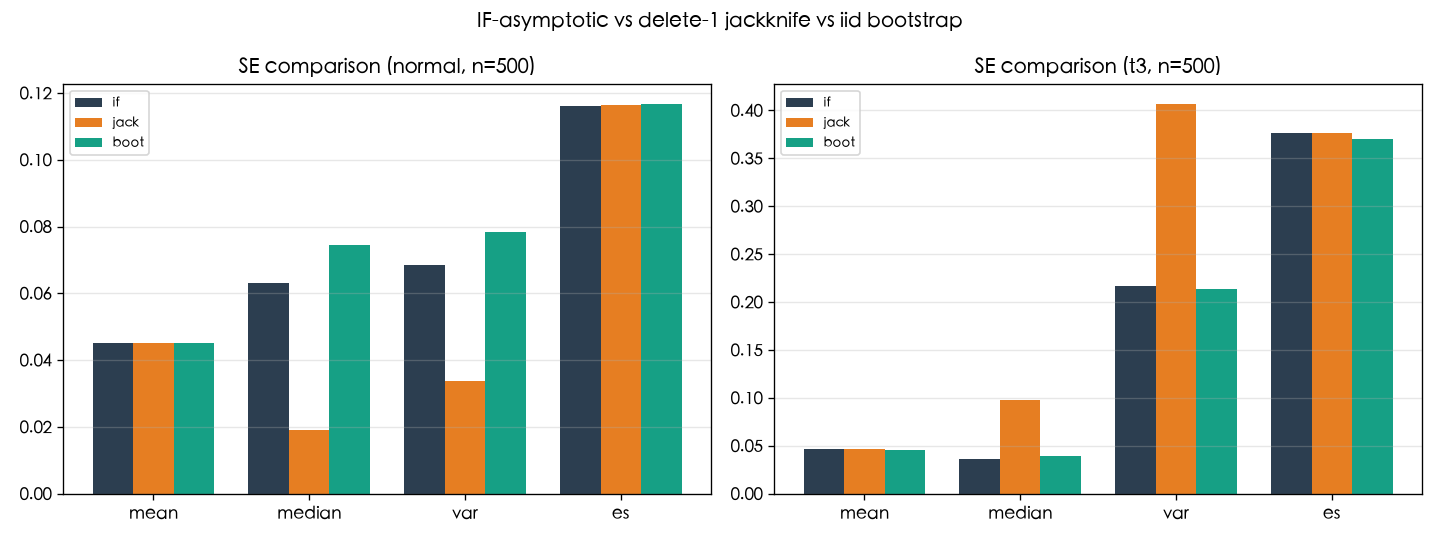 IF-asymptotic vs delete-1 jackknife vs iid bootstrap
SE comparison (normal, n=500)
if
jack
boot
0.12
0.10
0.08
0.06
0.04
0.02
0.00
mean median var es
SE comparison (t3, n=500)
if
jack
boot
0.40
0.35
0.30
0.25
0.20
0.15
0.10
0.05
0.00
mean median var es